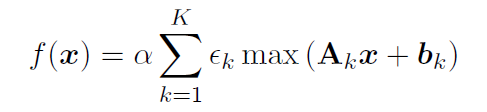 f(x) = α ∑_{k=1}^{K} ϵ_k max (A_k x + b_k)